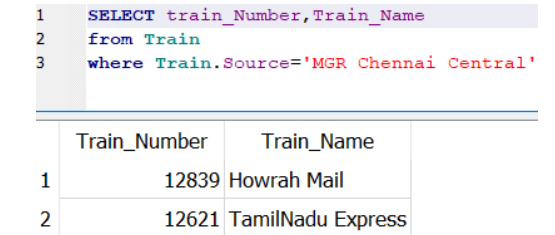 1 SELECT train_Number,Train_Name
2 from Train
3 where Train.Source='MGR Chennai Central'
Train_Number Train_Name
1 12839 Howrah Mail
2 12621 TamilNadu Express